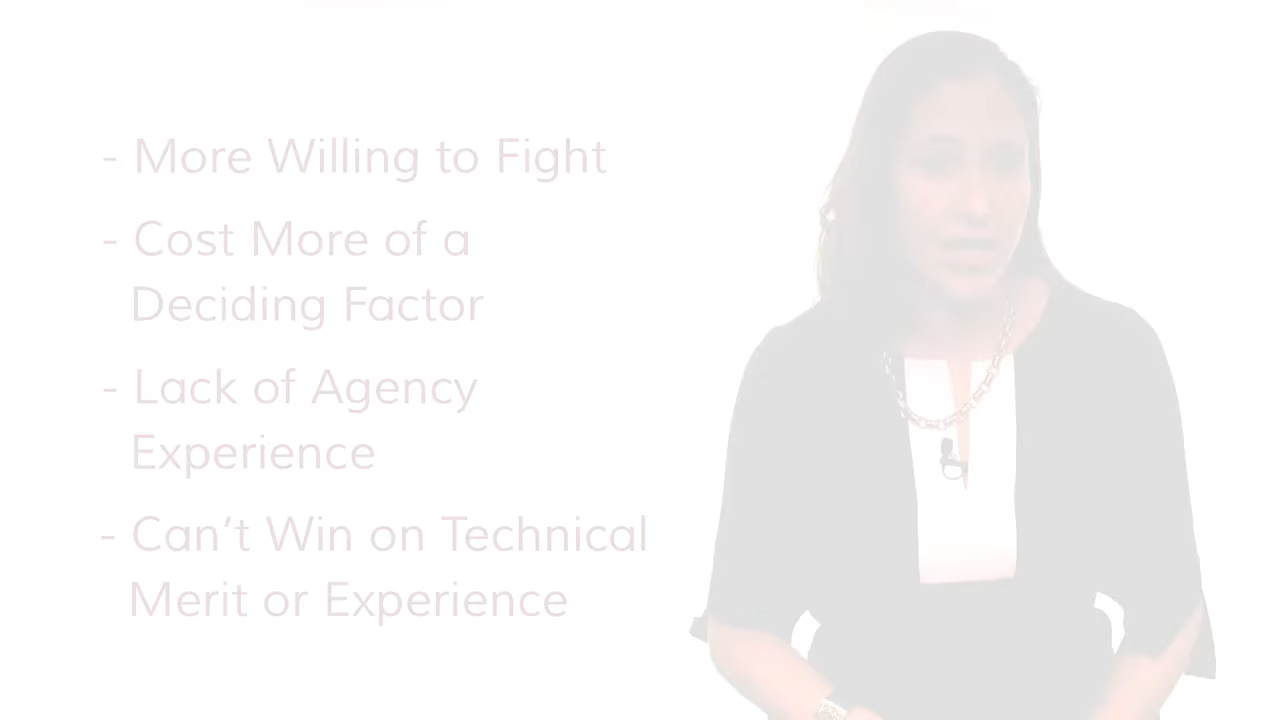 - More Willing to Fight
- Cost More of a
Deciding Factor
- Lack of Agency
Experience
- Can't Win on Technical
Merit or Experience